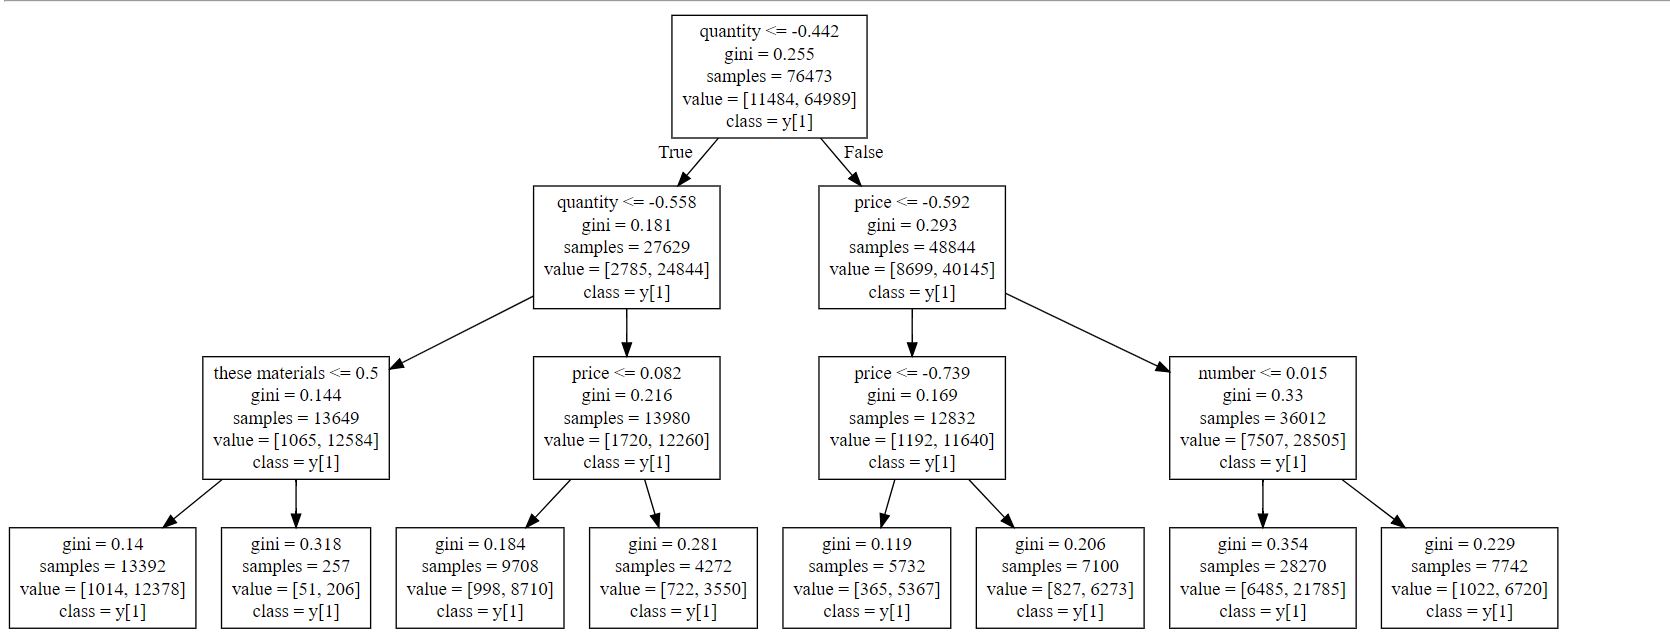 quantity <= -0.442
gini = 0.255
samples = 76473
value = [11484, 64989]
class = y[1]
True
False
quantity <= -0.558
gini = 0.181
samples = 27629
value = [2785, 24844]
class = y[1]
price <= -0.592
gini = 0.293
samples = 48844
value = [8699, 40145]
class = y[1]
these materials <= 0.5
gini = 0.144
samples = 13649
value = [1065, 12584]
class = y[1]
price <= 0.082
gini = 0.216
samples = 13980
value = [1720, 12260]
class = y[1]
price <= -0.739
gini = 0.169
samples = 12832
value = [1192, 11640]
class = y[1]
number <= 0.015
gini = 0.33
samples = 36012
value = [7507, 28505]
class = y[1]
gini = 0.14
samples = 13392
value = [1014, 12378]
class = y[1]
gini = 0.318
samples = 257
value = [51, 206]
class = y[1]
gini = 0.184
samples = 9708
value = [998, 8710]
class = y[1]
gini = 0.281
samples = 4272
value = [722, 3550]
class = y[1]
gini = 0.119
samples = 5732
value = [365, 5367]
class = y[1]
gini = 0.206
samples = 7100
value = [827, 6273]
class = y[1]
gini = 0.354
samples = 28270
value = [6485, 21785]
class = y[1]
gini = 0.229
samples = 7742
value = [1022, 6720]
class = y[1]